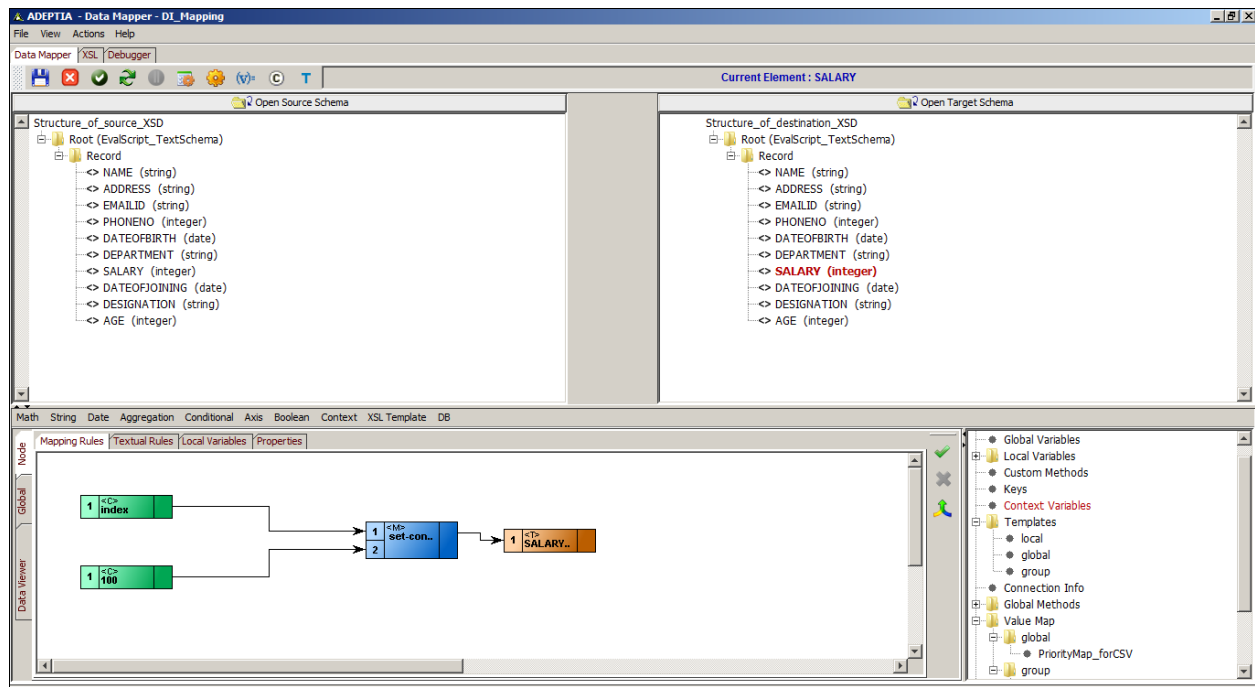 ADEPTIA - Data Mapper - DI_Mapping
File View Actions Help
Data Mapper XSL Debugger
(v)= C T Current Element : SALARY
Open Source Schema
Structure_of_source_XSD
Root (EvalScript_TextSchema)
Record
<> NAME (string)
<> ADDRESS (string)
<> EMAILID (string)
<> PHONENO (integer)
<> DATEOFBIRTH (date)
<> DEPARTMENT (string)
<> SALARY (integer)
<> DATEOFJOINING (date)
<> DESIGNATION (string)
<> AGE (integer)
Open Target Schema
Structure_of_destination_XSD
Root (EvalScript_TextSchema)
Record
<> NAME (string)
<> ADDRESS (string)
<> EMAILID (string)
<> PHONENO (integer)
<> DATEOFBIRTH (date)
<> DEPARTMENT (string)
<> SALARY (integer)
<> DATEOFJOINING (date)
<> DESIGNATION (string)
<> AGE (integer)
Math String Date Aggregation Conditional Axis Boolean Context XSL Template DB
Node
Global
Data Viewer
Mapping Rules Textual Rules Local Variables Properties
1 <C> index
1 <C> 100
1 <M> set-con..
2
1 <T> SALARY..
Global Variables
Local Variables
Custom Methods
Keys
Context Variables
Templates
local
global
group
Connection Info
Global Methods
Value Map
global
PriorityMap_forCSV
group